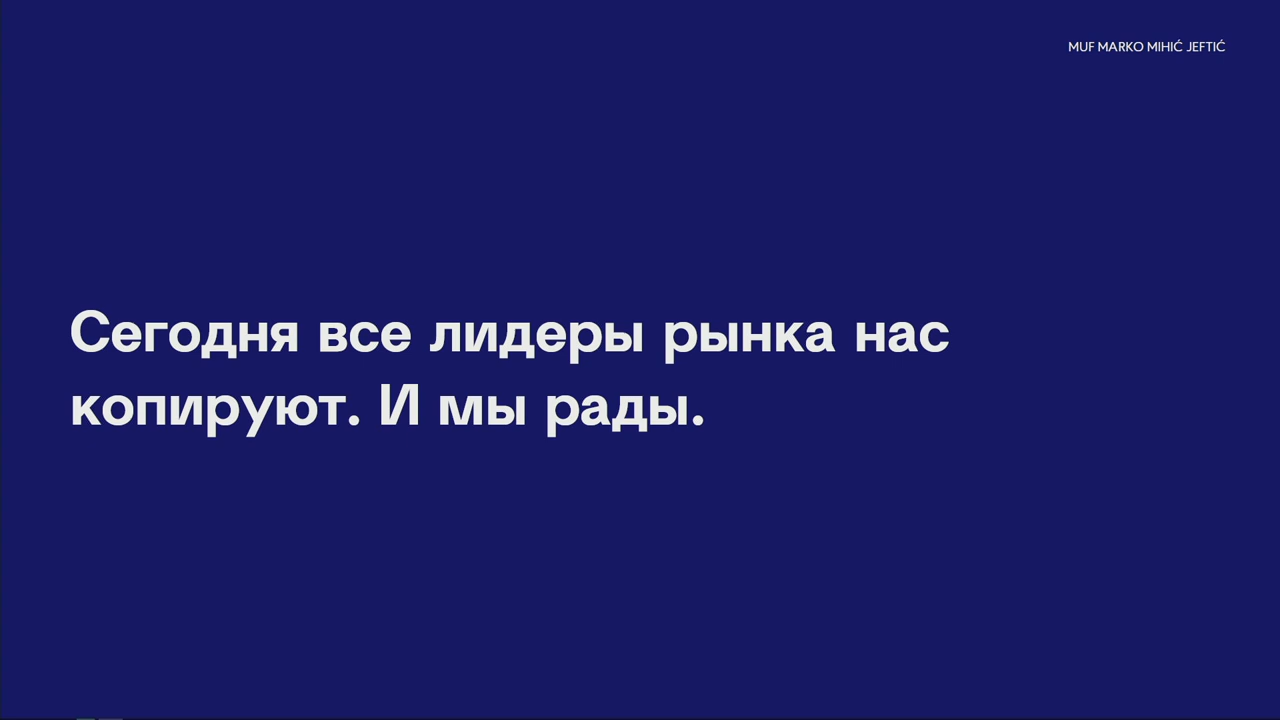 MUF MARKO MIHIĆ JEFTIĆ
Сегодня все лидеры рынка нас
копируют. И мы рады.